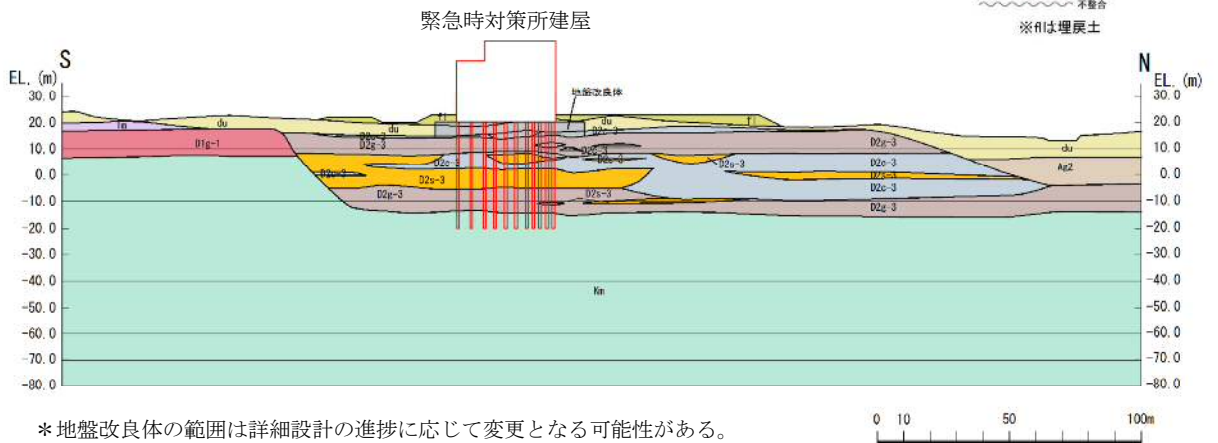 不整合
※flは埋戻土
緊急時対策所建屋
S
N
EL. (m)
EL. (m)
地盤改良体
30.0
20.0
10.0
0.0
-10.0
-20.0
-30.0
-40.0
-50.0
-60.0
-70.0
-80.0
30.0
20.0
10.0
0.0
-10.0
-20.0
-30.0
-40.0
-50.0
-60.0
-70.0
-80.0
lm
du
du
fl
du
fl
du
D1g-1
D2g-3
D2c-3
D2g-3
D2c-3
D2s-3
D2c-3
D2s-3
D2s-3
D2c-3
Ag2
D2g-3
D2s-3
D2g-3
Km
*地盤改良体の範囲は詳細設計の進捗に応じて変更となる可能性がある。
0 10 50 100m